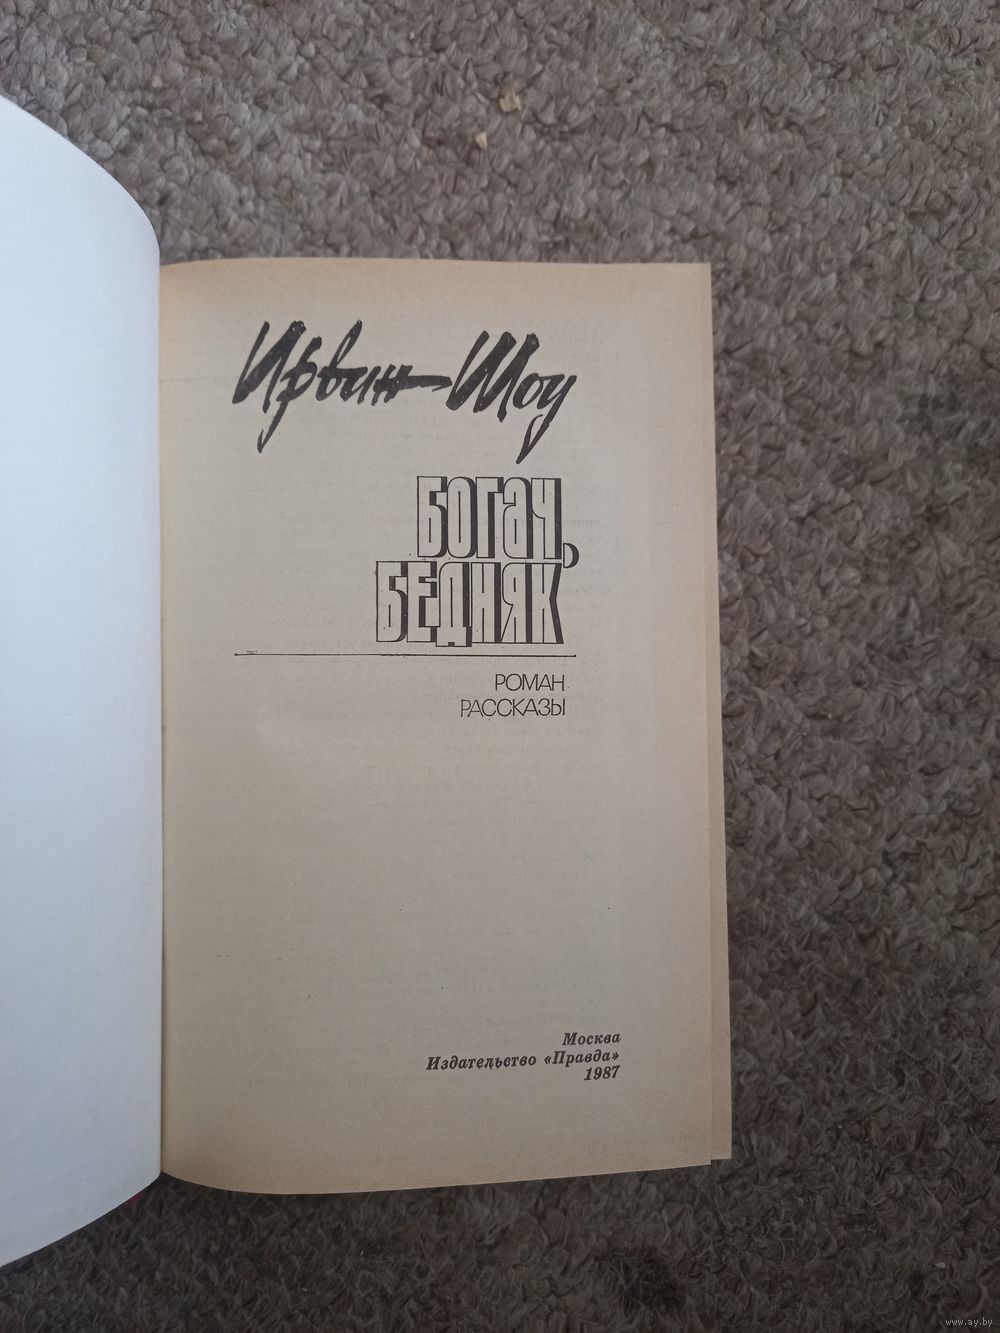 Ирвин Шоу
БОГАЧ,
БЕДНЯК
РОМАН
РАССКАЗЫ
Москва
Издательство «Правда»
1987
www.ay.by